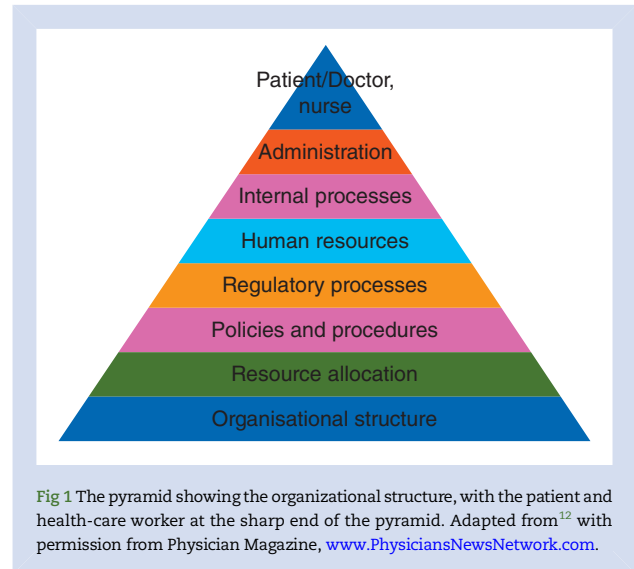 Patient/Doctor,
nurse
Administration
Internal processes
Human resources
Regulatory processes
Policies and procedures
Resource allocation
Organisational structure
Fig 1 The pyramid showing the organizational structure, with the patient and
health-care worker at the sharp end of the pyramid. Adapted from12 with
permission from Physician Magazine, www.PhysiciansNewsNetwork.com.